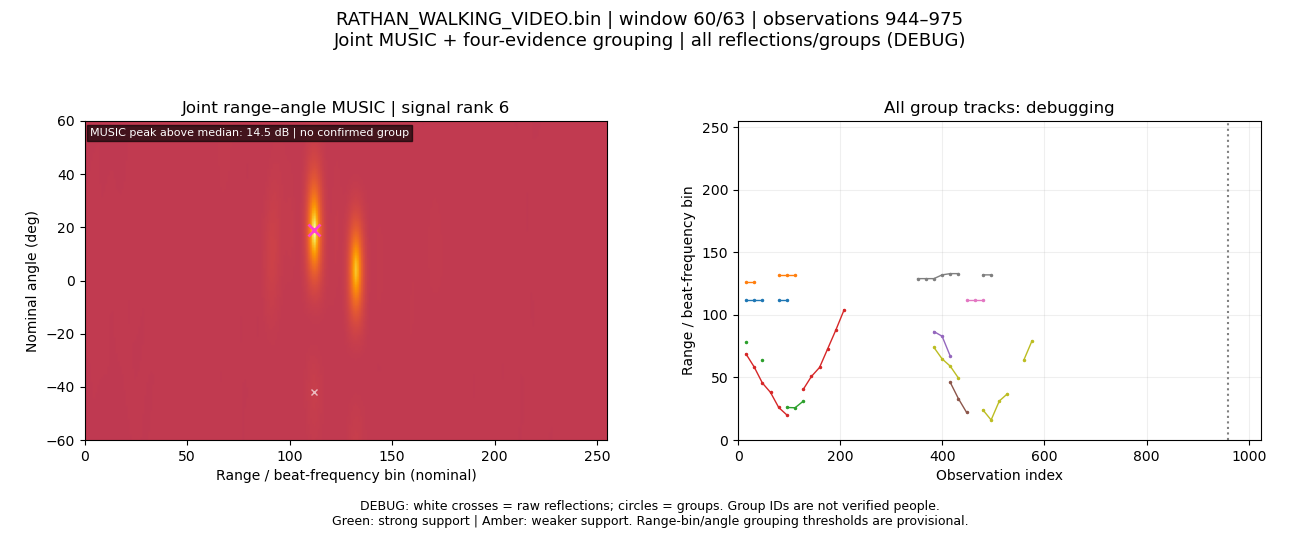 RATHAN_WALKING_VIDEO.bin | window 60/63 | observations 944–975
Joint MUSIC + four-evidence grouping | all reflections/groups (DEBUG)
Joint range–angle MUSIC | signal rank 6
MUSIC peak above median: 14.5 dB | no confirmed group
60
40
20
0
−20
−40
−60
Nominal angle (deg)
0
50
100
150
200
250
Range / beat-frequency bin (nominal)
All group tracks: debugging
250
200
150
100
50
0
Range / beat-frequency bin
0
200
400
600
800
1000
Observation index
DEBUG: white crosses = raw reflections; circles = groups. Group IDs are not verified people.
Green: strong support | Amber: weaker support. Range-bin/angle grouping thresholds are provisional.